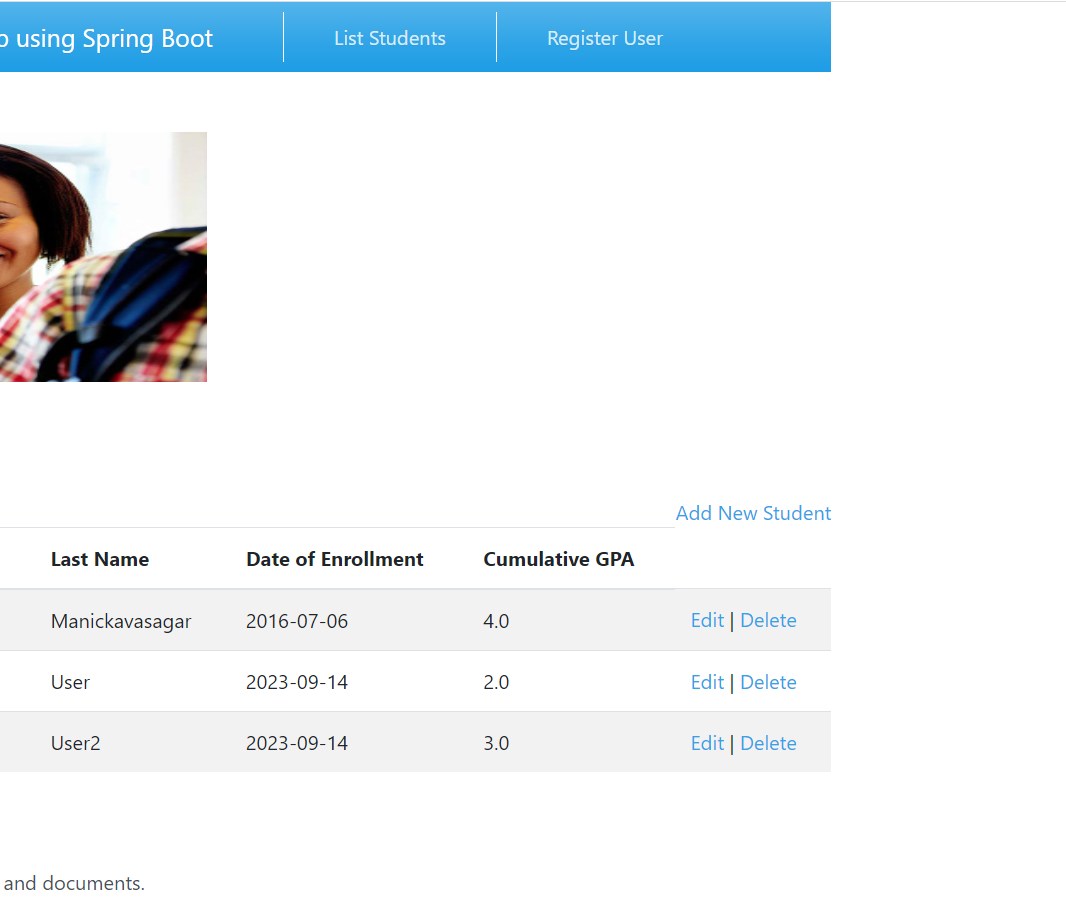 using Spring Boot List Students Register User
Add New Student
Last Name Date of Enrollment Cumulative GPA
Manickavasagar 2016-07-06 4.0 Edit | Delete
User 2023-09-14 2.0 Edit | Delete
User2 2023-09-14 3.0 Edit | Delete
and documents.